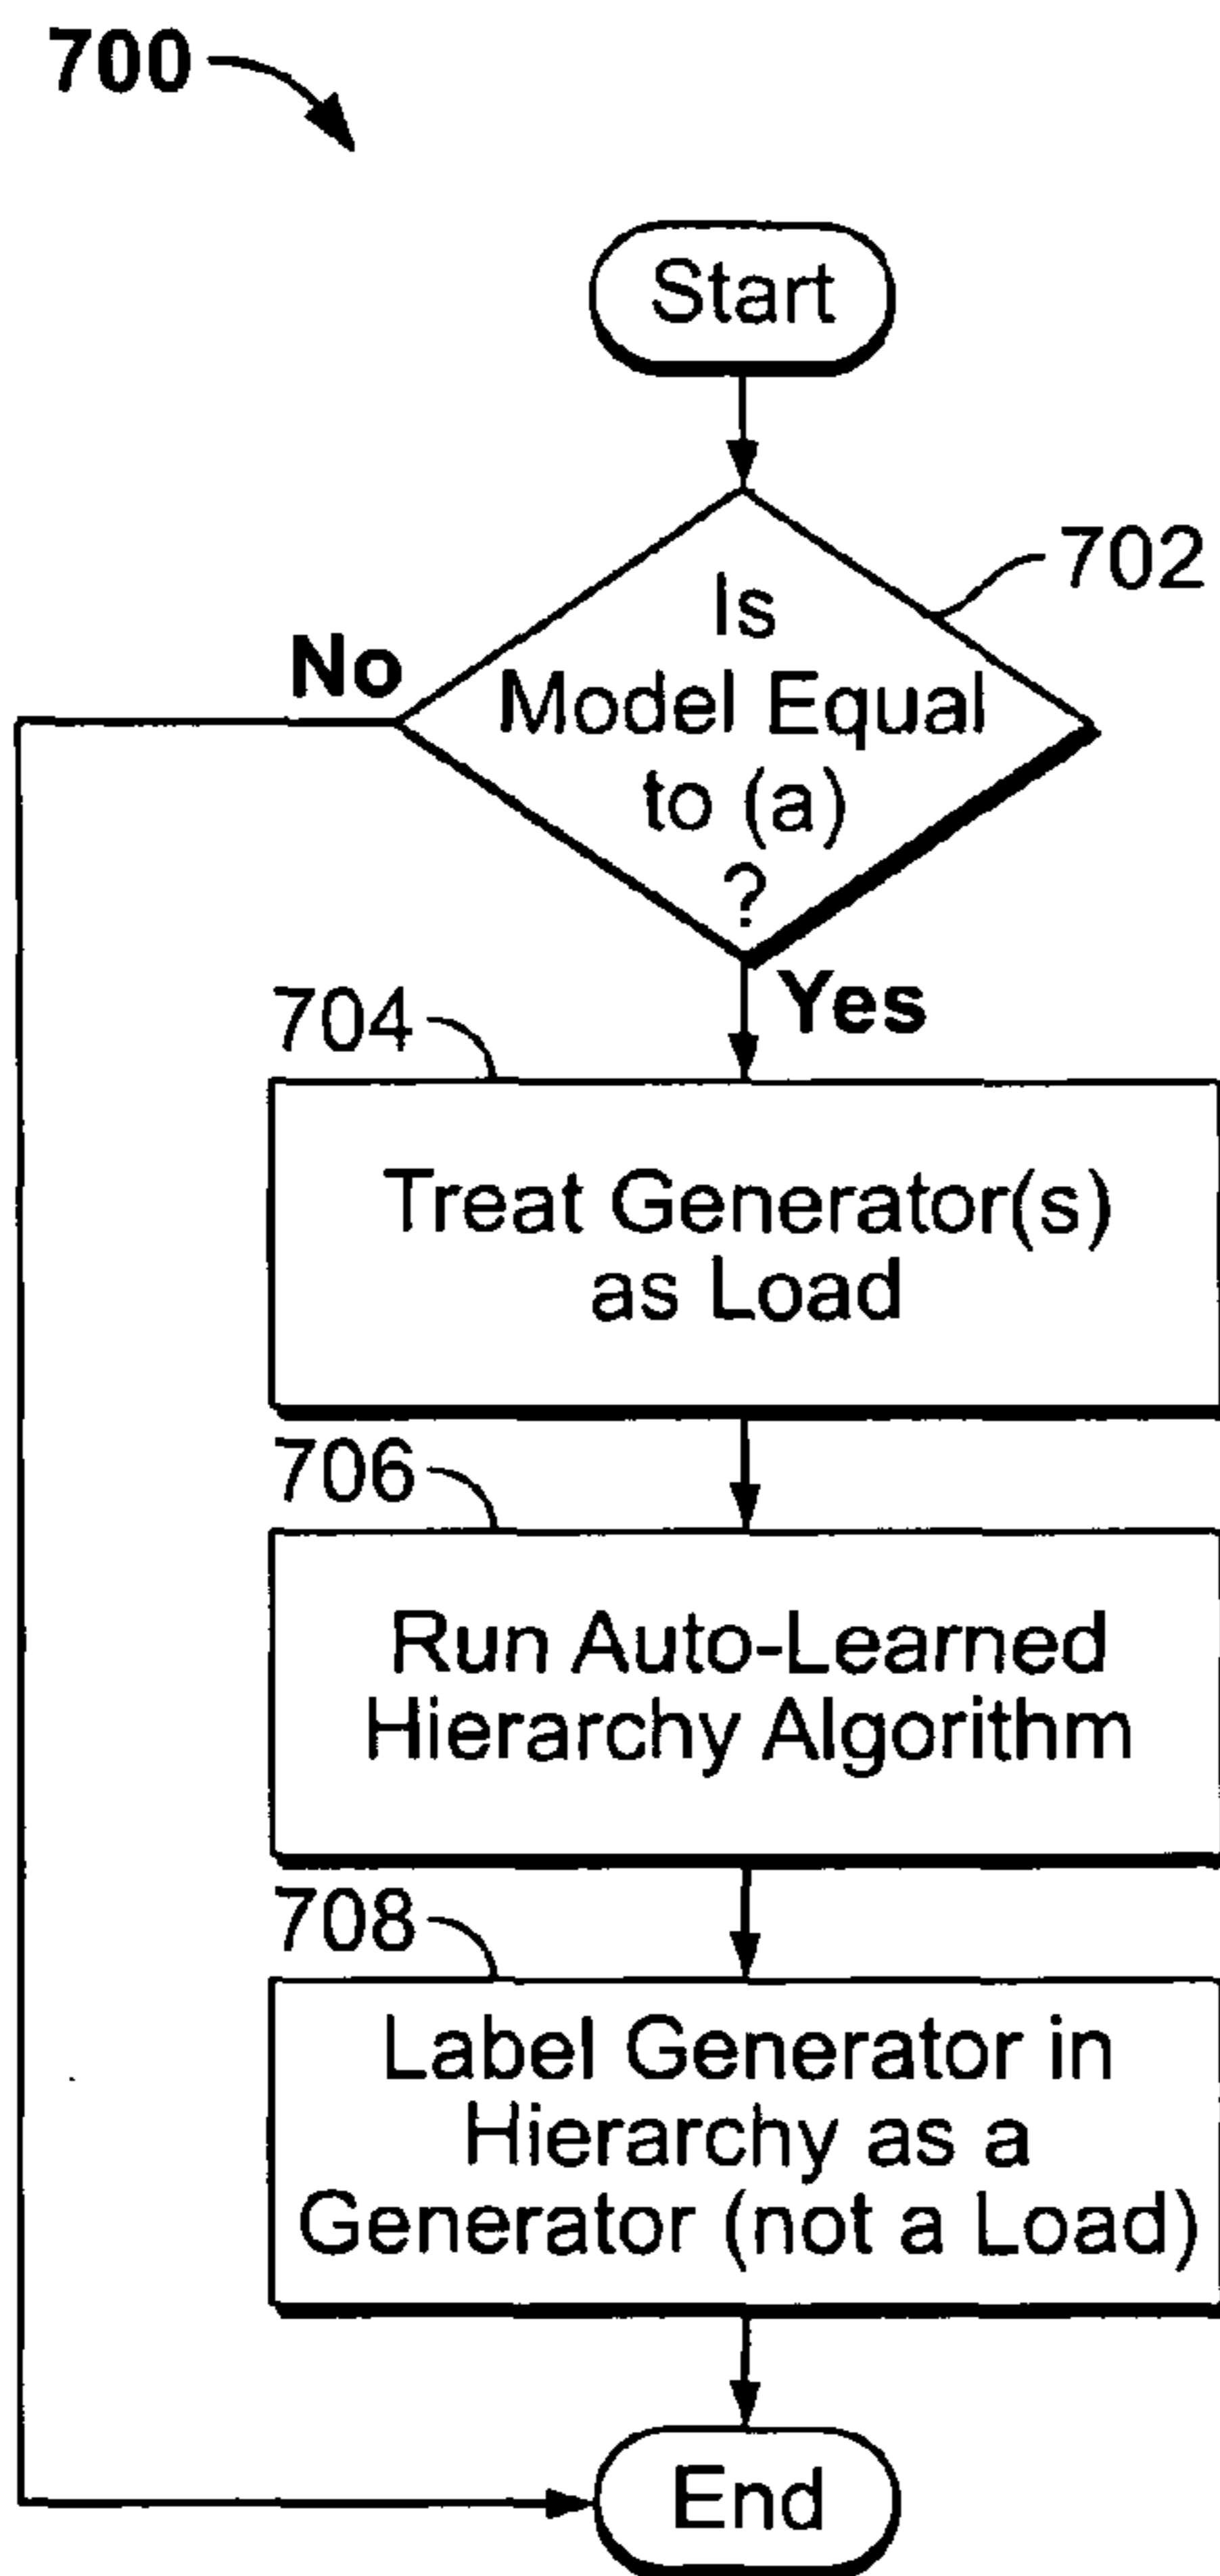 700
Start
702
Is
Model Equal
to (a)
?
No
Yes
704
Treat Generator(s)
as Load
706
Run Auto-Learned
Hierarchy Algorithm
708
Label Generator in
Hierarchy as a
Generator (not a Load)
End